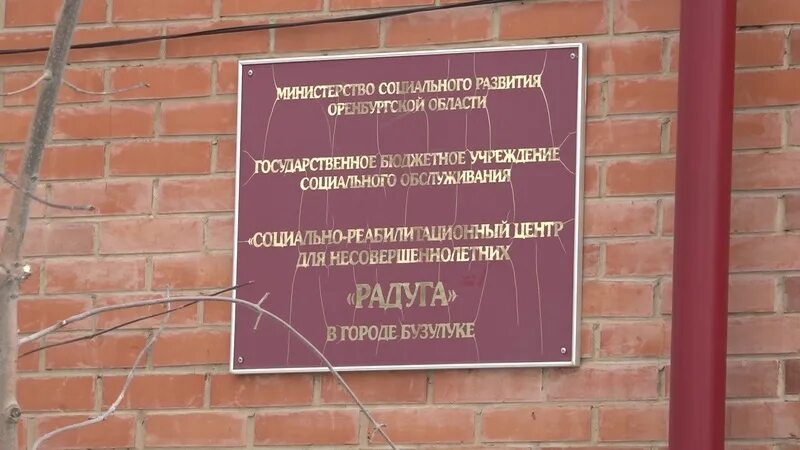 МИНИСТЕРСТВО СОЦИАЛЬНОГО РАЗВИТИЯ
ОРЕНБУРГСКОЙ ОБЛАСТИ
ГОСУДАРСТВЕННОЕ БЮДЖЕТНОЕ УЧРЕЖДЕНИЕ
СОЦИАЛЬНОГО ОБСЛУЖИВАНИЯ
«СОЦИАЛЬНО-РЕАБИЛИТАЦИОННЫЙ ЦЕНТР
ДЛЯ НЕСОВЕРШЕННОЛЕТНИХ
«РАДУГА»
В ГОРОДЕ БУЗУЛУКЕ